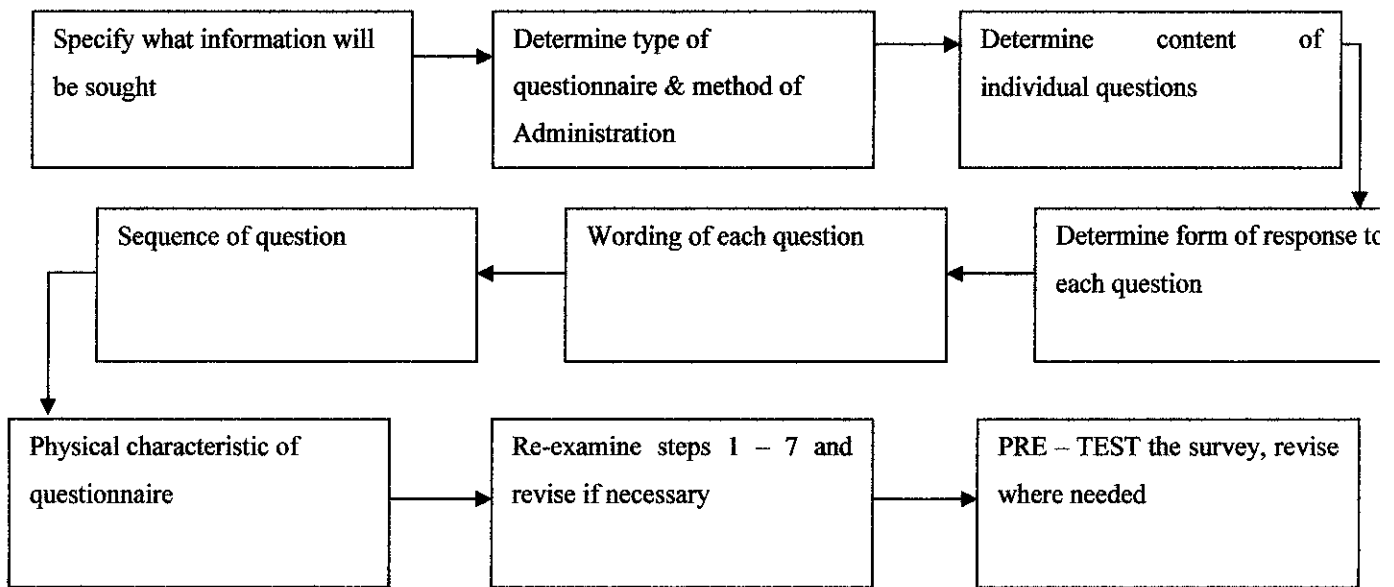 Specify what information will
be sought
Determine type of
questionnaire & method of
Administration
Determine content of
individual questions
Determine form of response to
each question
Wording of each question
Sequence of question
Physical characteristic of
questionnaire
Re-examine steps 1 – 7 and
revise if necessary
PRE – TEST the survey, revise
where needed